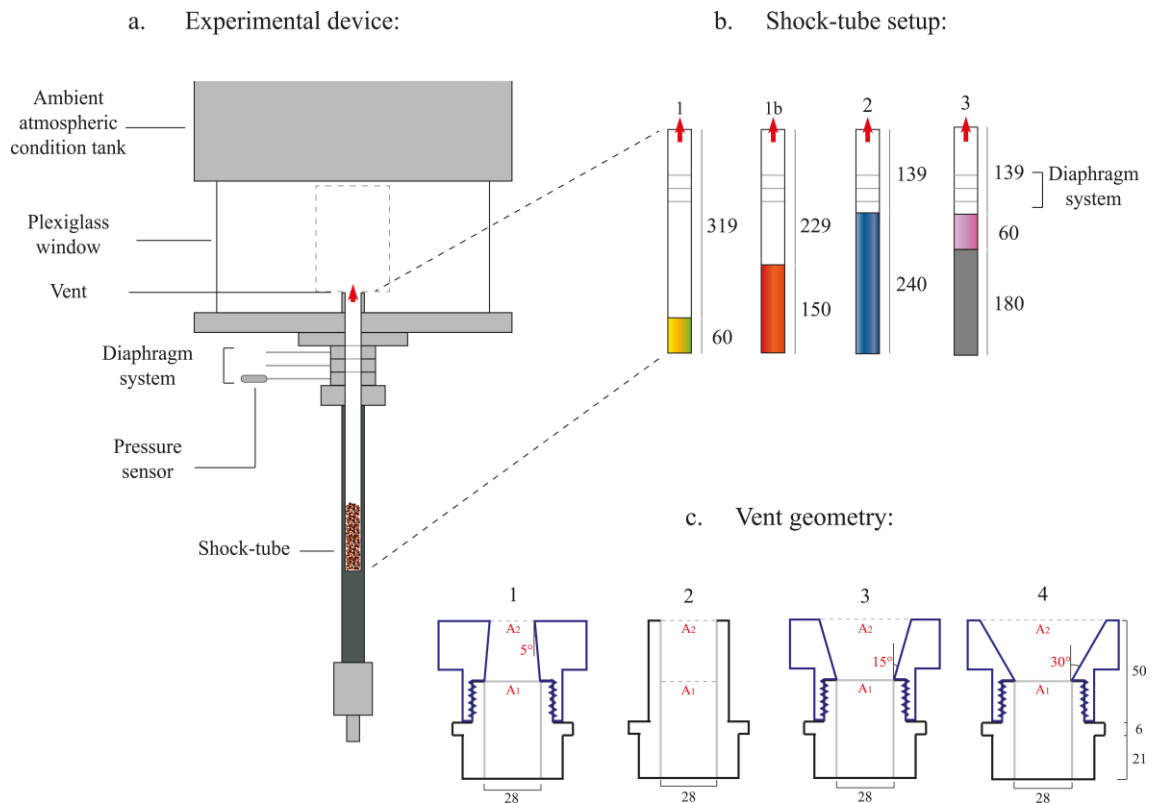 a. Experimental device:
Ambient
atmospheric
condition tank
Plexiglass
window
Vent
Diaphragm
system
Pressure
sensor
Shock-tube
b. Shock-tube setup:
1
319
60
1b
229
150
2
139
240
3
139
60
180
Diaphragm
system
c. Vent geometry:
1
A2
5°
A1
28
2
A2
A1
28
3
A2
15°
A1
28
4
A2
30°
A1
28
50
6
21